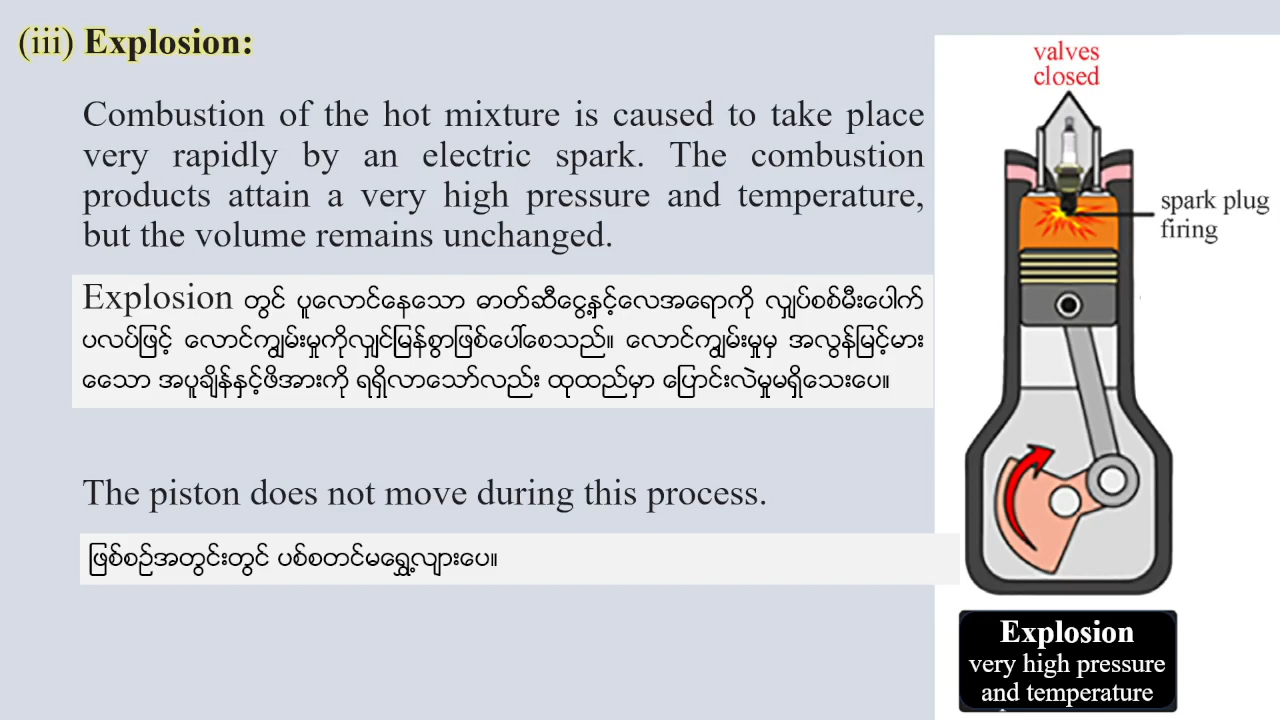 (iii) Explosion:
Combustion of the hot mixture is caused to take place
very rapidly by an electric spark. The combustion
products attain a very high pressure and temperature,
but the volume remains unchanged.
Explosion တွင် ပူလောင်နေသော ဓာတ်ဆီငွေ့နှင့်လေအရောကို လျှပ်စစ်မီးပေါက်
ပလပ်ဖြင့် လောင်ကျွမ်းမှုကိုလျှင်မြန်စွာဖြစ်ပေါ်စေသည်။ လောင်ကျွမ်းမှုမှ အလွန်မြင့်မား
သော အပူချိန်နှင့်ဖိအားကို ရရှိလာသော်လည်း ထုထည်မှာ ပြောင်းလဲမှုမရှိသေးပေ။
The piston does not move during this process.
ဖြစ်စဉ်အတွင်းတွင် ပစ်စတင်မရွှေ့လျားပေ။
valves
closed
spark plug
firing
Explosion
very high pressure
and temperature